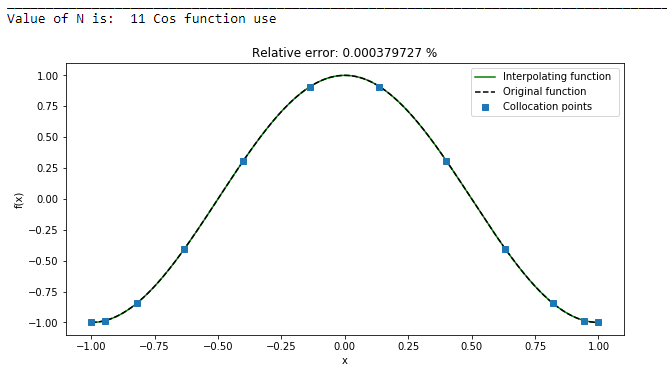 Value of N is:  11 Cos function use
Relative error: 0.000379727 %
Interpolating function
Original function
Collocation points
1.00
0.75
0.50
0.25
0.00
−0.25
−0.50
−0.75
−1.00
f(x)
−1.00 −0.75 −0.50 −0.25 0.00 0.25 0.50 0.75 1.00
x